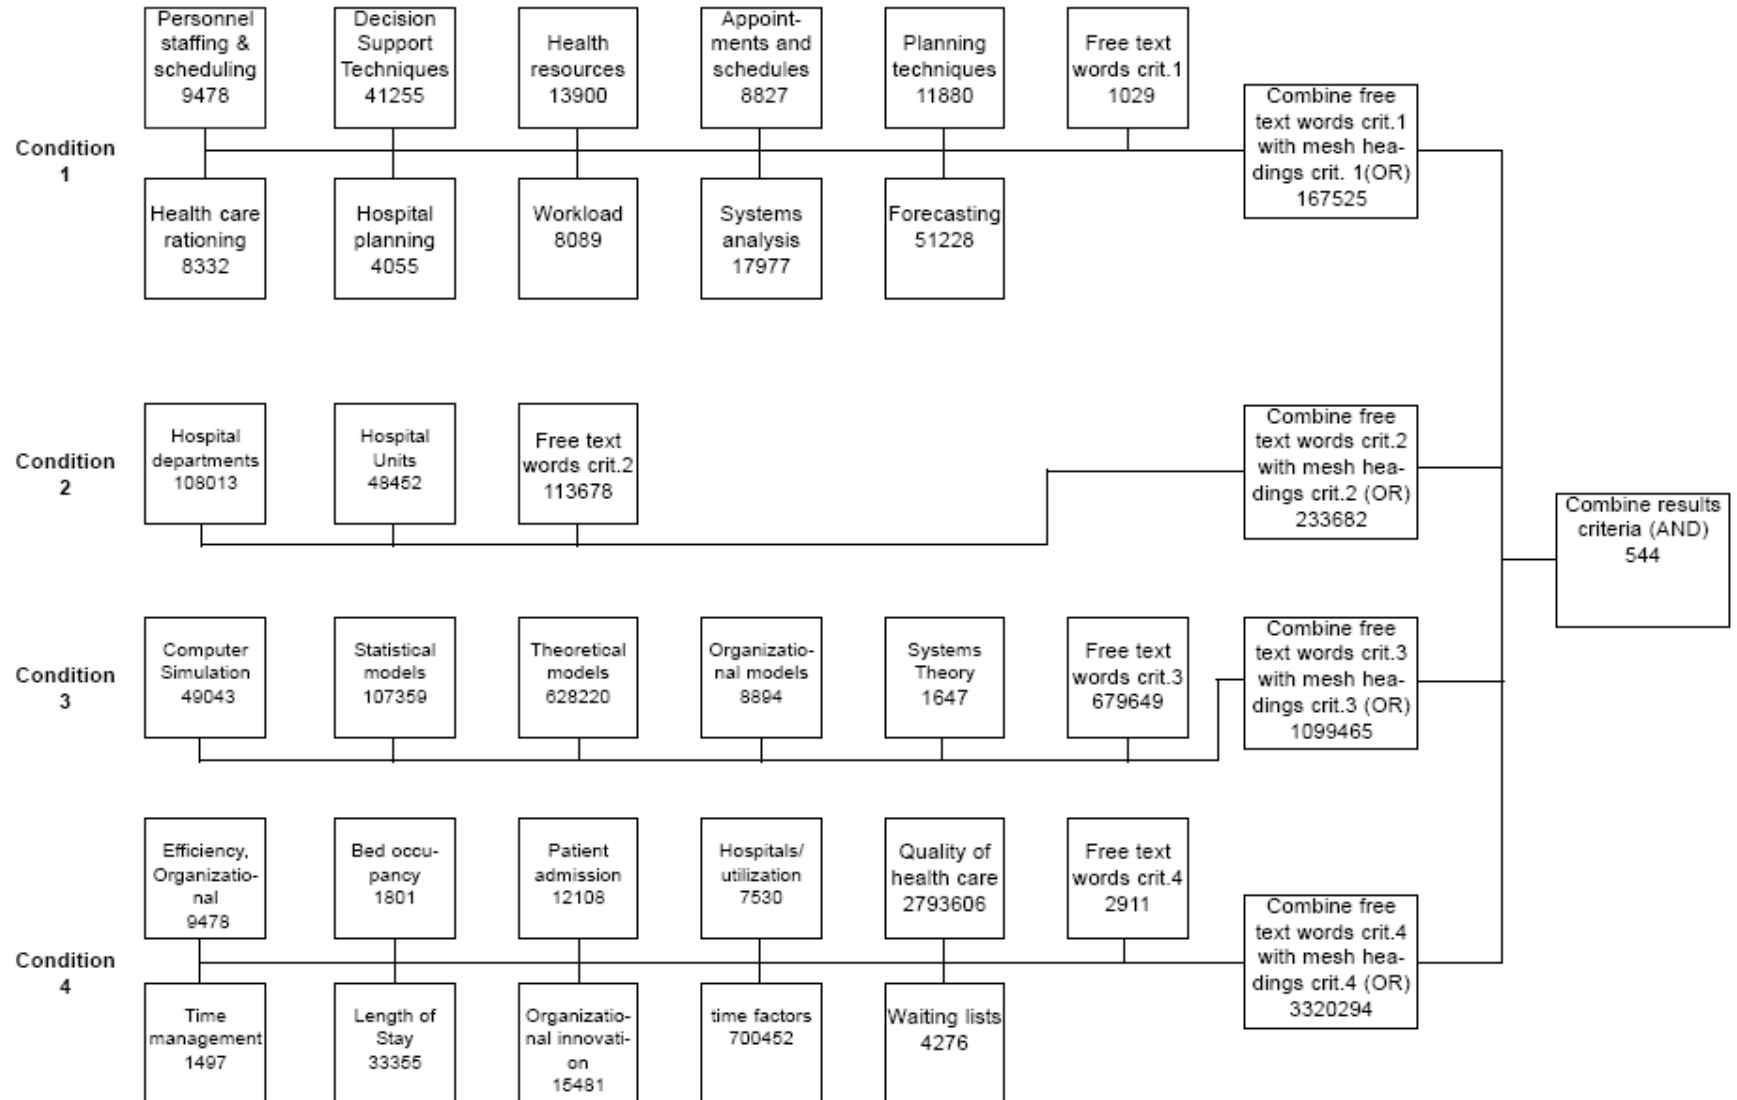 Personnel
staffing &
scheduling
9478
Decision
Support
Techniques
41255
Health
resources
13900
Appoint-
ments and
schedules
8827
Planning
techniques
11880
Free text
words crit.1
1029
Combine free
text words crit.1
with mesh hea-
dings crit. 1(OR)
167525
Condition
1
Health care
rationing
8332
Hospital
planning
4055
Workload
8089
Systems
analysis
17977
Forecasting
51228
Condition
2
Hospital
departments
108013
Hospital
Units
48452
Free text
words crit.2
113678
Combine free
text words crit.2
with mesh hea-
dings crit.2 (OR)
233682
Combine results
criteria (AND)
544
Condition
3
Computer
Simulation
49043
Statistical
models
107359
Theoretical
models
628220
Organizatio-
nal models
8894
Systems
Theory
1647
Free text
words crit.3
679649
Combine free
text words crit.3
with mesh hea-
dings crit.3 (OR)
1099465
Condition
4
Efficiency,
Organizatio-
nal
9478
Bed occu-
pancy
1801
Patient
admission
12108
Hospitals/
utilization
7530
Quality of
health care
2793606
Free text
words crit.4
2911
Combine free
text words crit.4
with mesh hea-
dings crit.4 (OR)
3320294
Time
management
1497
Length of
Stay
33355
Organizatio-
nal innovati-
on
15481
time factors
700452
Waiting lists
4276